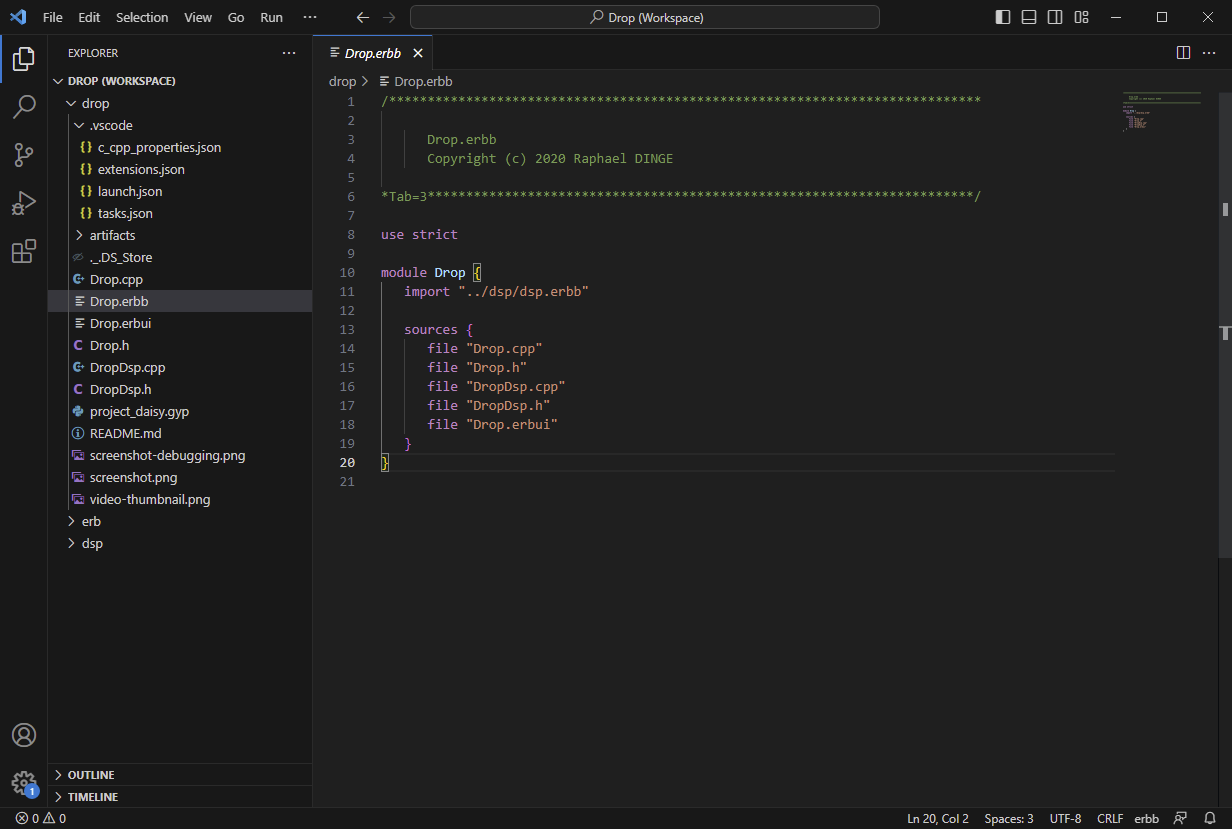 File Edit Selection View Go Run ··· Drop (Workspace)
EXPLORER ···
DROP (WORKSPACE)
drop
.vscode
{} c_cpp_properties.json
{} extensions.json
{} launch.json
{} tasks.json
artifacts
._.DS_Store
Drop.cpp
Drop.erbb
Drop.erbui
C Drop.h
DropDsp.cpp
C DropDsp.h
project_daisy.gyp
README.md
screenshot-debugging.png
screenshot.png
video-thumbnail.png
erb
dsp
OUTLINE
TIMELINE
1
Drop.erbb
drop > Drop.erbb
1 /*****************************************************************************
2
3 Drop.erbb
4 Copyright (c) 2020 Raphael DINGE
5
6 *Tab=3***********************************************************************/
7
8 use strict
9
10 module Drop {
11 import "../dsp/dsp.erbb"
12
13 sources {
14 file "Drop.cpp"
15 file "Drop.h"
16 file "DropDsp.cpp"
17 file "DropDsp.h"
18 file "Drop.erbui"
19 }
20 }
21
0 0 Ln 20, Col 2 Spaces: 3 UTF-8 CRLF erbb